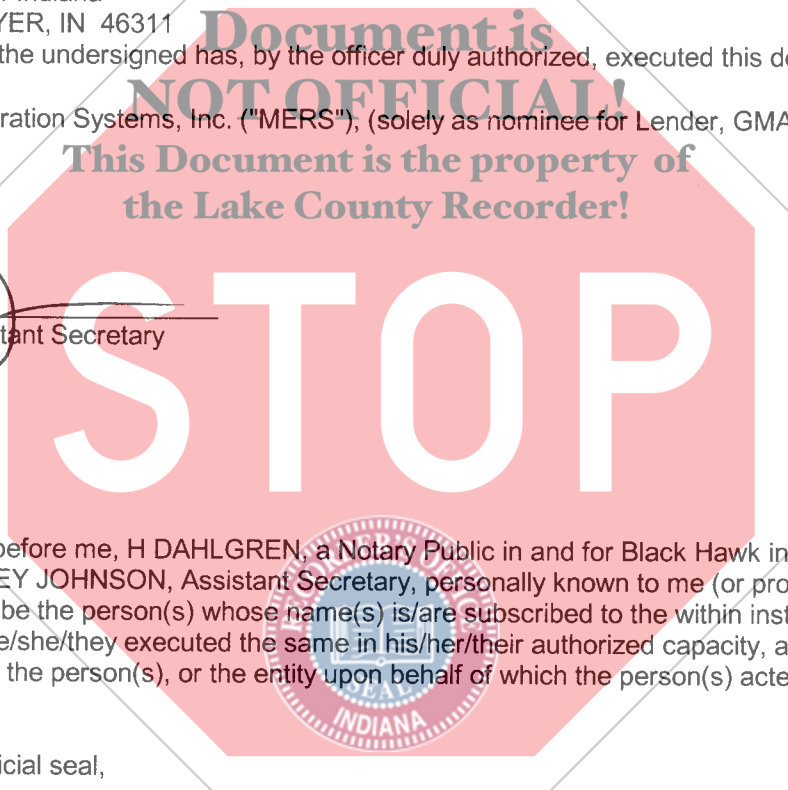 Indiana
YER, IN 46311
Document is
the undersigned has, by the officer duly authorized, executed this de
NOT OFFICIAL!
ration Systems, Inc. ("MERS"), (solely as nominee for Lender, GMA
This Document is the property of
the Lake County Recorder!
STOP
tant Secretary
before me, H DAHLGREN, a Notary Public in and for Black Hawk in
EY JOHNSON, Assistant Secretary, personally known to me (or pro
be the person(s) whose name(s) is/are subscribed to the within inst
e/she/they executed the same in his/her/their authorized capacity, a
the person(s), or the entity upon behalf of which the person(s) acte
RECORDER'S OFFICE
SEAL
INDIANA
icial seal,